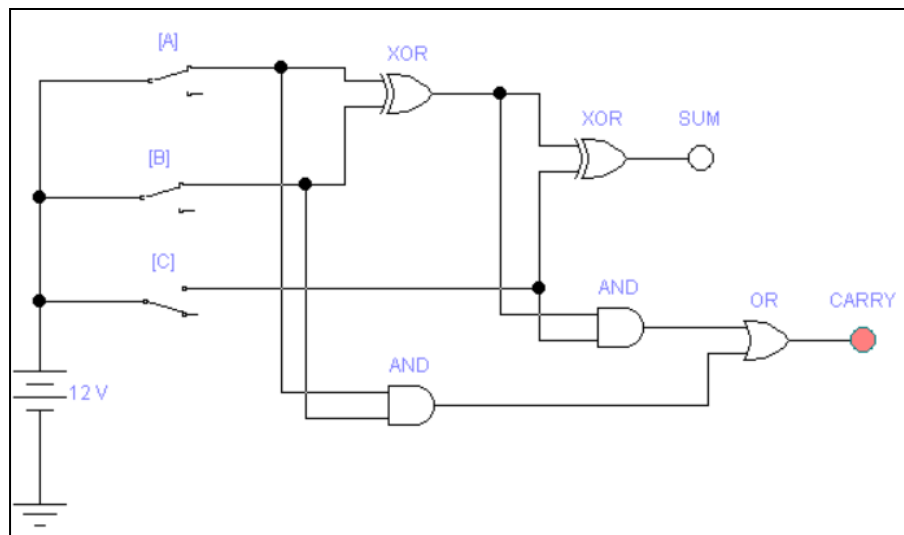 [A]
XOR
XOR
SUM
[B]
[C]
AND
OR
CARRY
AND
12 V